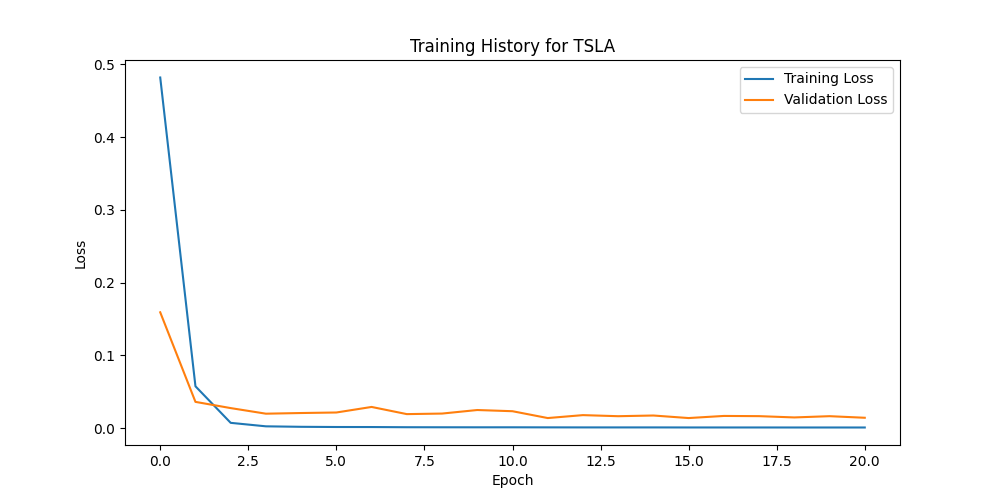 Training History for TSLA
Training Loss
Validation Loss
0.5
0.4
0.3
0.2
0.1
0.0
Loss
0.0 2.5 5.0 7.5 10.0 12.5 15.0 17.5 20.0
Epoch